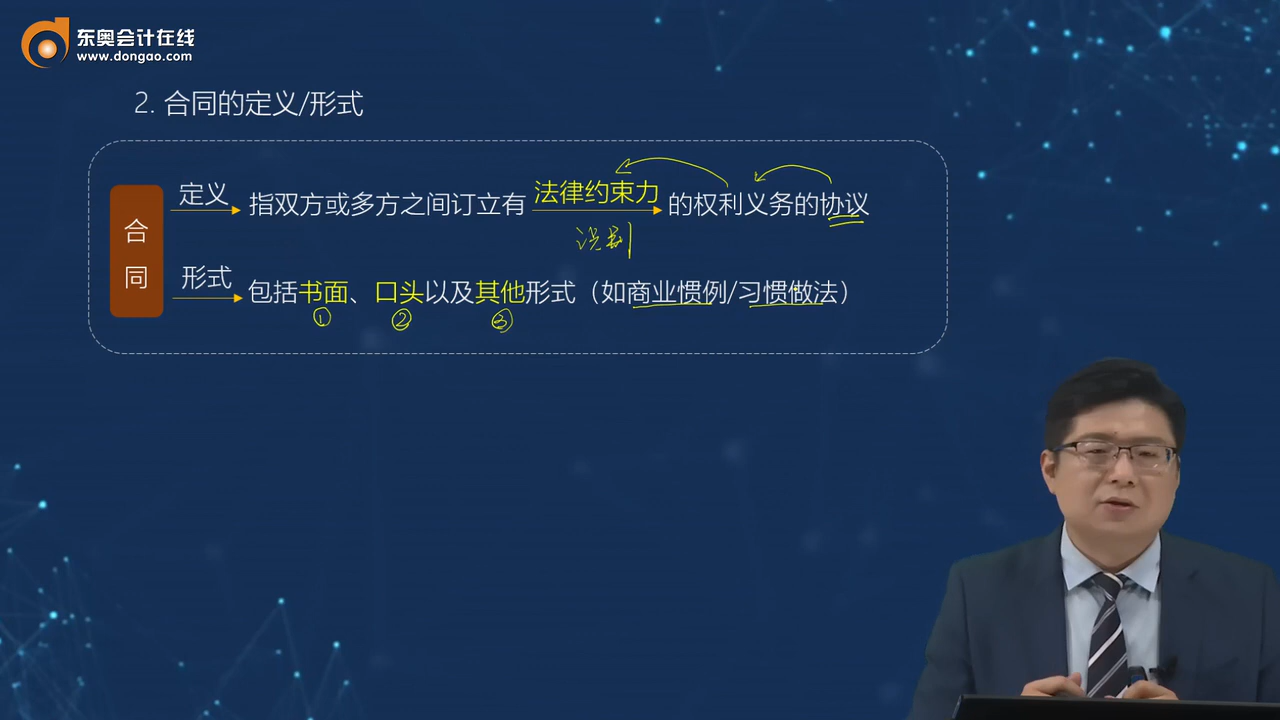 东奥会计在线
www.dongao.com
2. 合同的定义/形式
合同
定义
指双方或多方之间订立有
法律约束力
的权利义务的协议
识别
形式
包括书面、口头以及其他形式（如商业惯例/习惯做法）
① ② ③